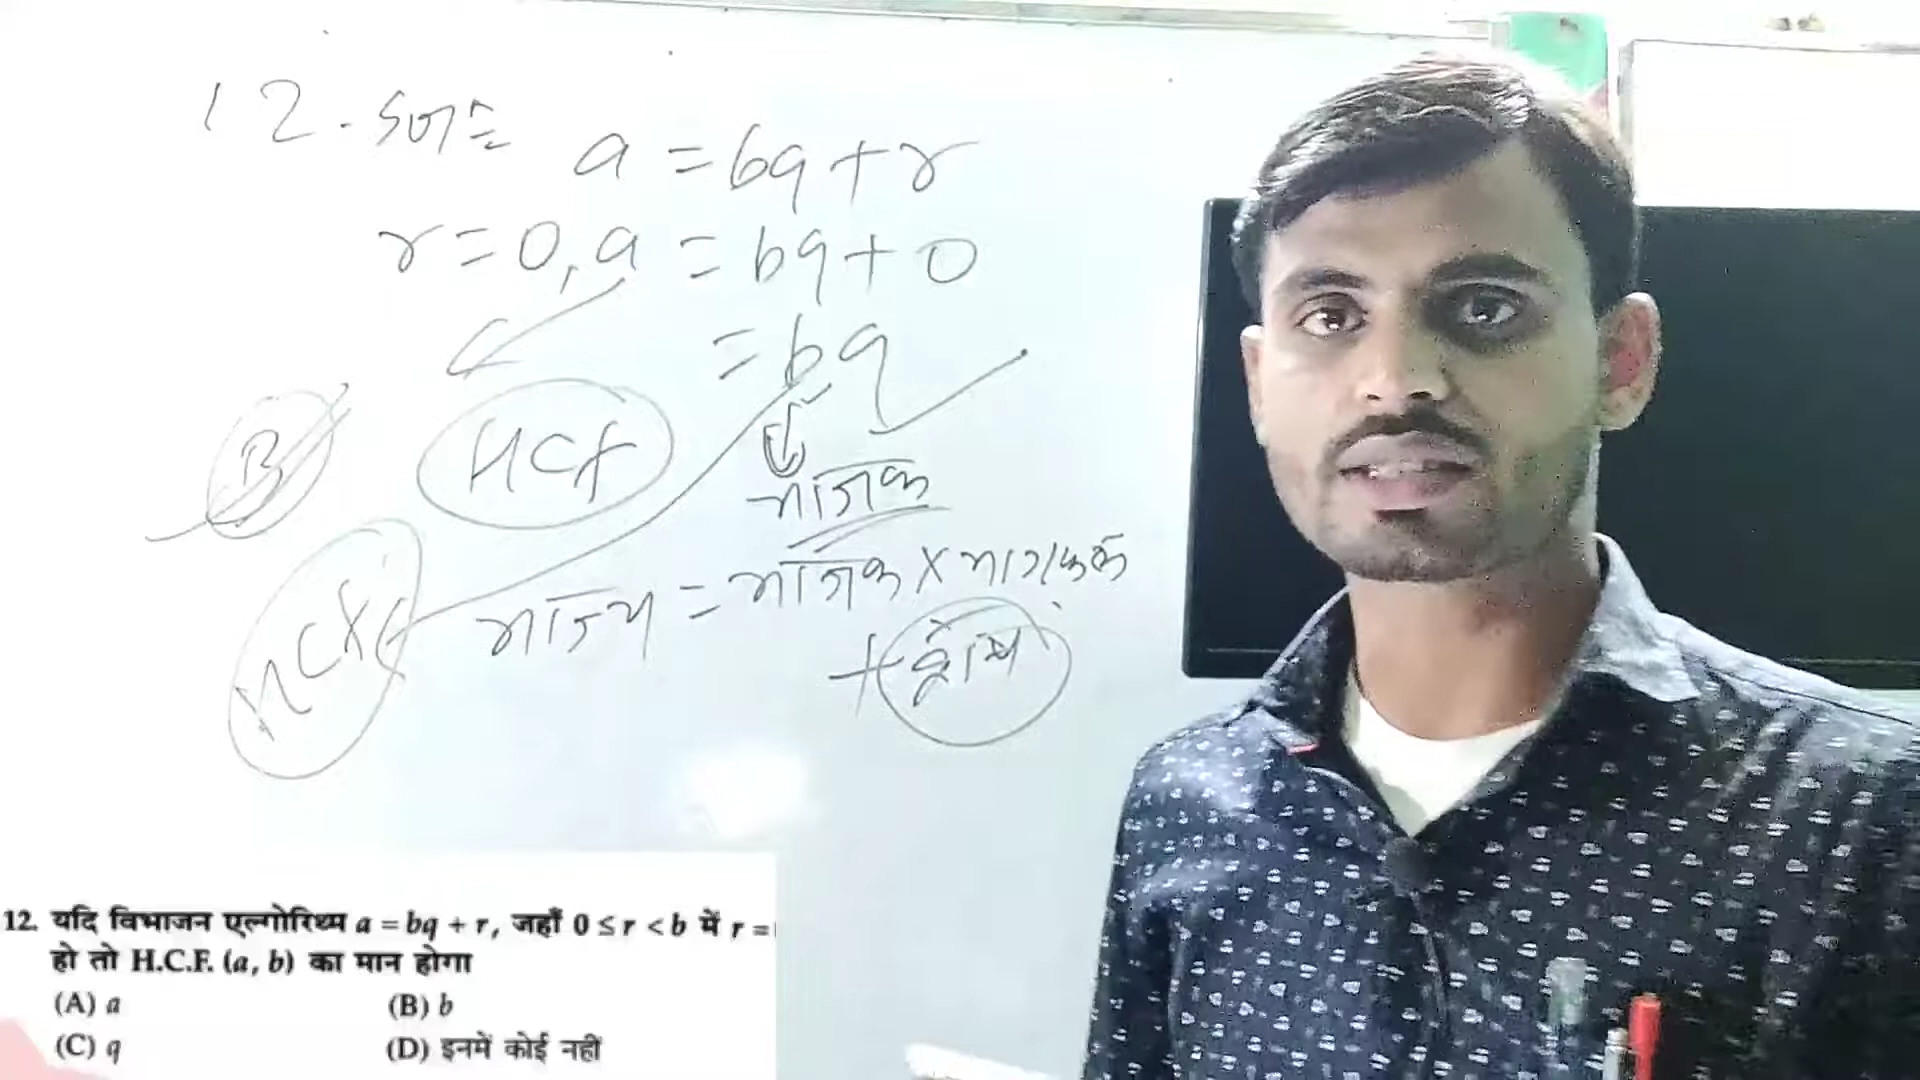 12. Soln=
a = bq + r
r = 0, a = bq + 0
= bq
B
HCF
भाजक
HCF
भाज्य = भाजक × भागफल
+ शेष
12. यदि विभाजन एल्गोरिथ्म a = bq + r, जहाँ 0 ≤ r < b में r =
हो तो H.C.F. (a, b) का मान होगा
(A) a (B) b
(C) q (D) इनमें कोई नहीं